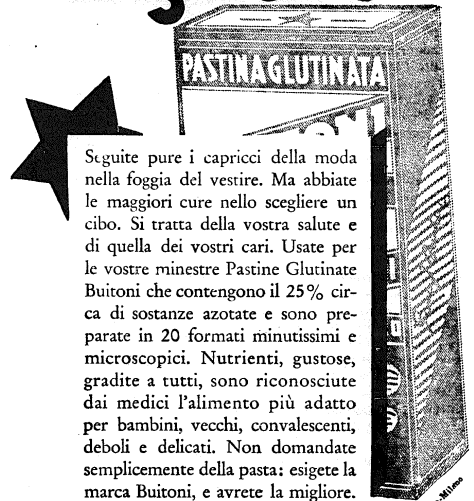 PASTINA GLUTINATA
Seguite pure i capricci della moda
nella foggia del vestire. Ma abbiate
le maggiori cure nello scegliere un
cibo. Si tratta della vostra salute e
di quella dei vostri cari. Usate per
le vostre minestre Pastine Glutinate
Buitoni che contengono il 25% cir-
ca di sostanze azotate e sono pre-
parate in 20 formati minutissimi e
microscopici. Nutrienti, gustose,
gradite a tutti, sono riconosciute
dai medici l'alimento più adatto
per bambini, vecchi, convalescenti,
deboli e delicati. Non domandate
semplicemente della pasta: esigete la
marca Buitoni, e avrete la migliore.